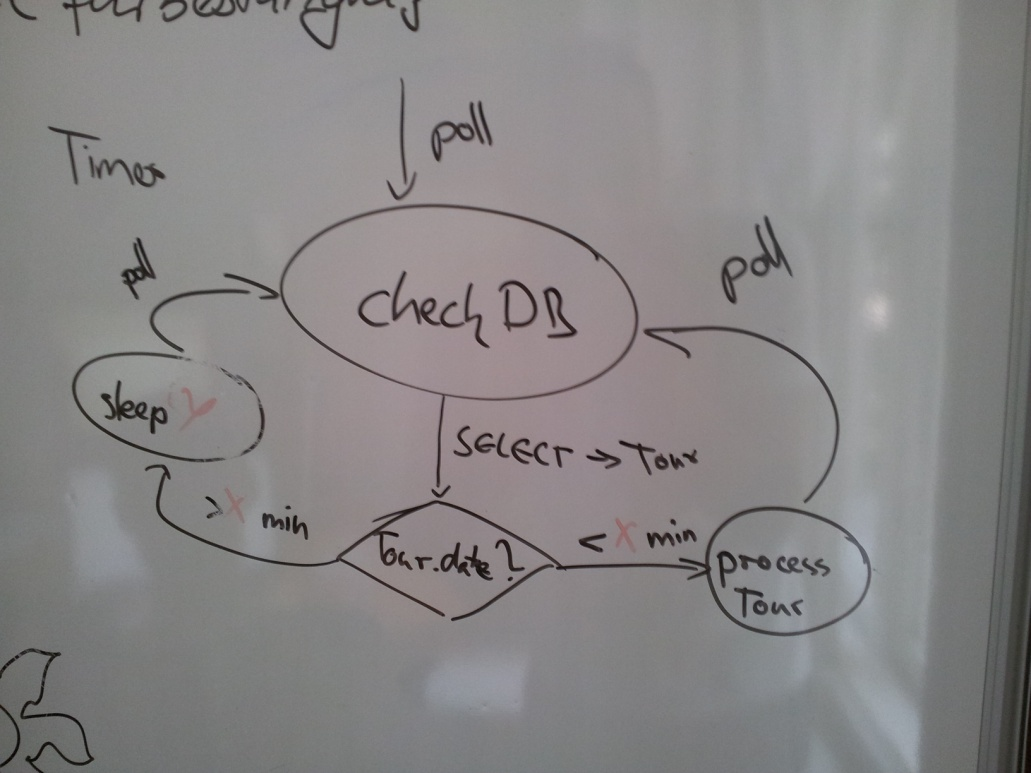 poll
Timer
poll
poll
check DB
sleep Y
SELECT → Tour
> X min
< X min
Tour.date?
process
Tour